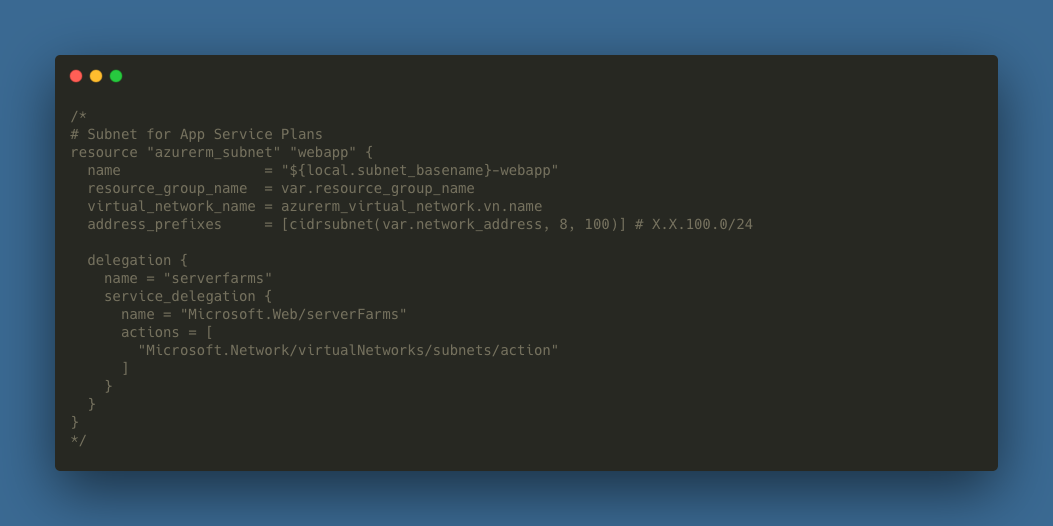 /*
# Subnet for App Service Plans
resource "azurerm_subnet" "webapp" {
  name                 = "${local.subnet_basename}-webapp"
  resource_group_name  = var.resource_group_name
  virtual_network_name = azurerm_virtual_network.vn.name
  address_prefixes     = [cidrsubnet(var.network_address, 8, 100)] # X.X.100.0/24

  delegation {
    name = "serverfarms"
    service_delegation {
      name = "Microsoft.Web/serverFarms"
      actions = [
        "Microsoft.Network/virtualNetworks/subnets/action"
      ]
    }
  }
}
*/